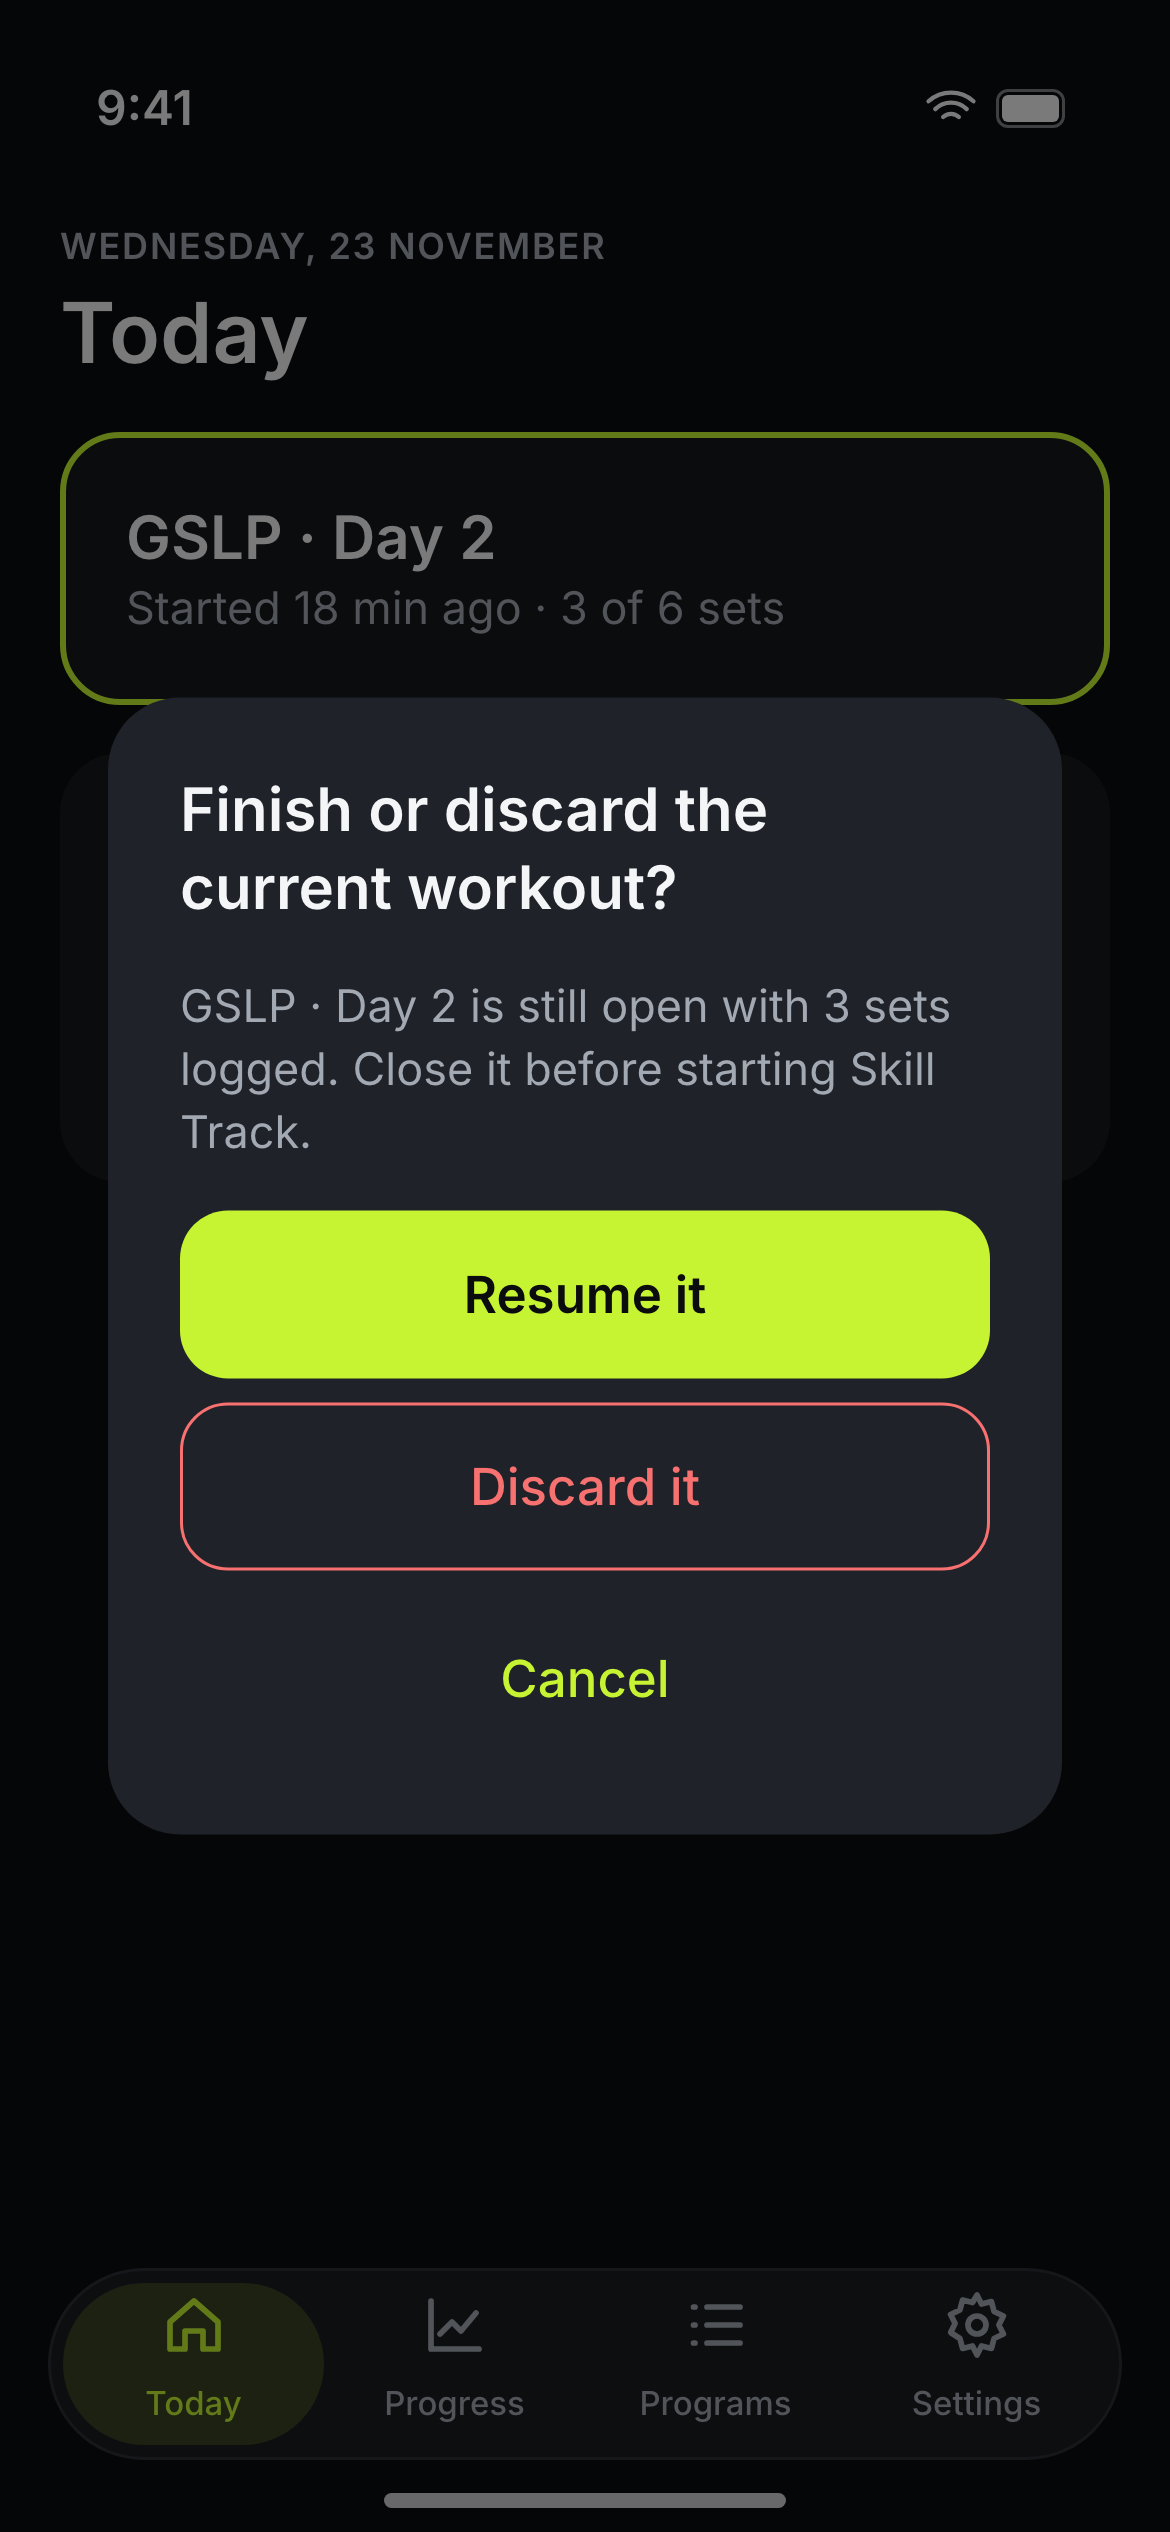 9:41
WEDNESDAY, 23 NOVEMBER
Today
GSLP · Day 2
Started 18 min ago · 3 of 6 sets
Finish or discard the
current workout?
GSLP · Day 2 is still open with 3 sets
logged. Close it before starting Skill
Track.
Resume it
Discard it
Cancel
Today
Progress
Programs
Settings